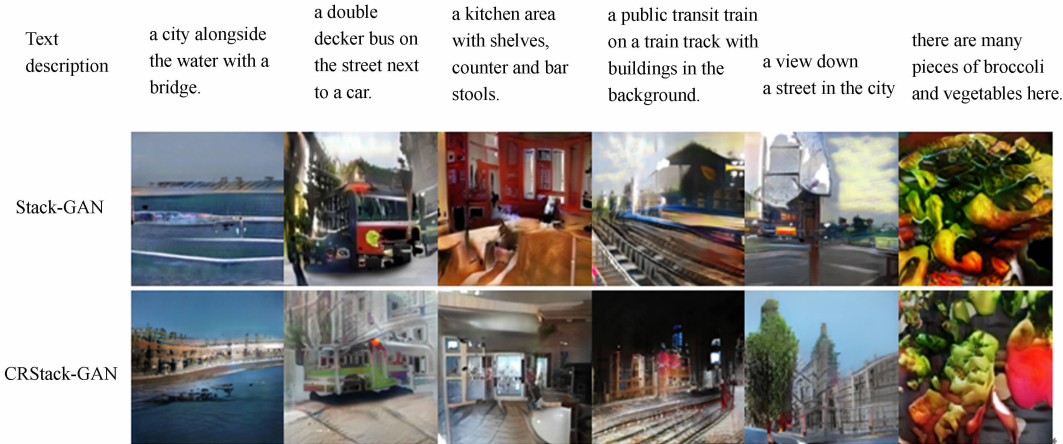 Text
description
a city alongside
the water with a
bridge.
a double
decker bus on
the street next
to a car.
a kitchen area
with shelves,
counter and bar
stools.
a public transit train
on a train track with
buildings in the
background.
a view down
a street in the city
there are many
pieces of broccoli
and vegetables here.
Stack-GAN
CRStack-GAN